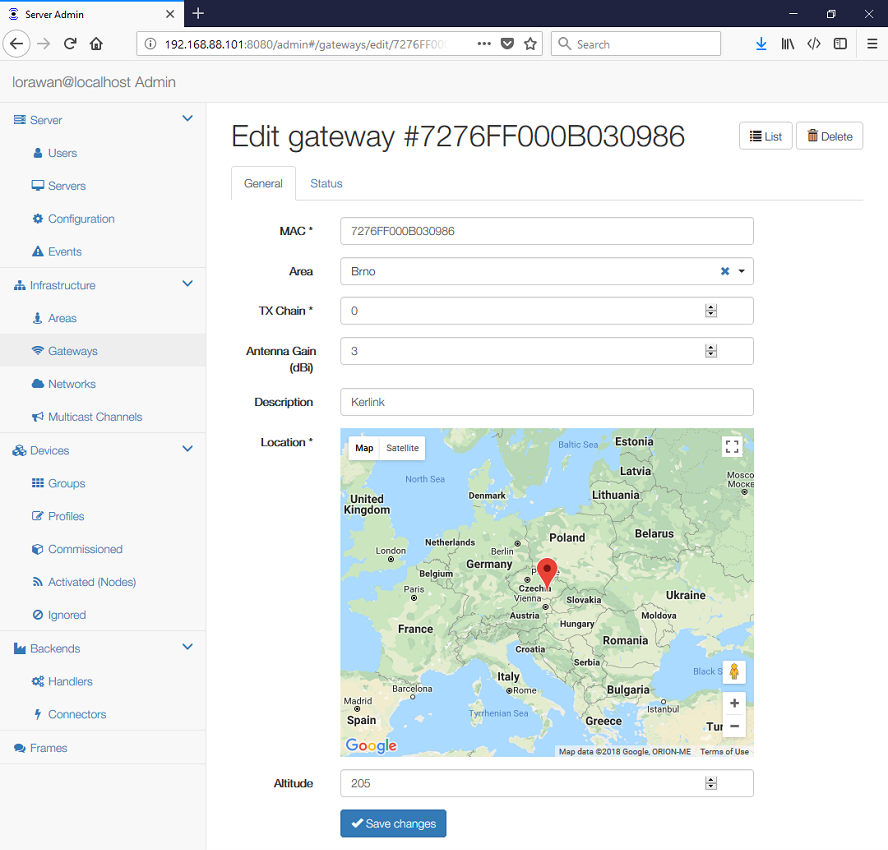 Server Admin
192.168.88.101:8080/admin#/gateways/edit/7276FF00
Search
lorawan@localhost Admin
Server
Users
Servers
Configuration
Events
Infrastructure
Areas
Gateways
Networks
Multicast Channels
Devices
Groups
Profiles
Commissioned
Activated (Nodes)
Ignored
Backends
Handlers
Connectors
Frames
Edit gateway #7276FF000B030986
List
Delete
General
Status
MAC *
7276FF000B030986
Area
Brno
TX Chain *
0
Antenna Gain
(dBi)
3
Description
Kerlink
Location *
Map
Satellite
Baltic Sea
Estonia
Latvia
Moscow
Москв
North Sea
Denmark
Lithuania
United
Kingdom
Belarus
Poland
Netherlands
Berlin
London
Germany
Belgium
Czechia
Paris
Vienna
Slovakia
Ukraine
Austria
Hungary
Moldova
France
Croatia
Romania
Serbia
Italy
Black S
Barcelona
Rome
Bulgaria
Madrid
Istanbul
Spain
Tyrrhenian Sea
Greece
Tur
Google
Map data ©2018 Google, ORION-ME
Terms of Use
Altitude
205
Save changes